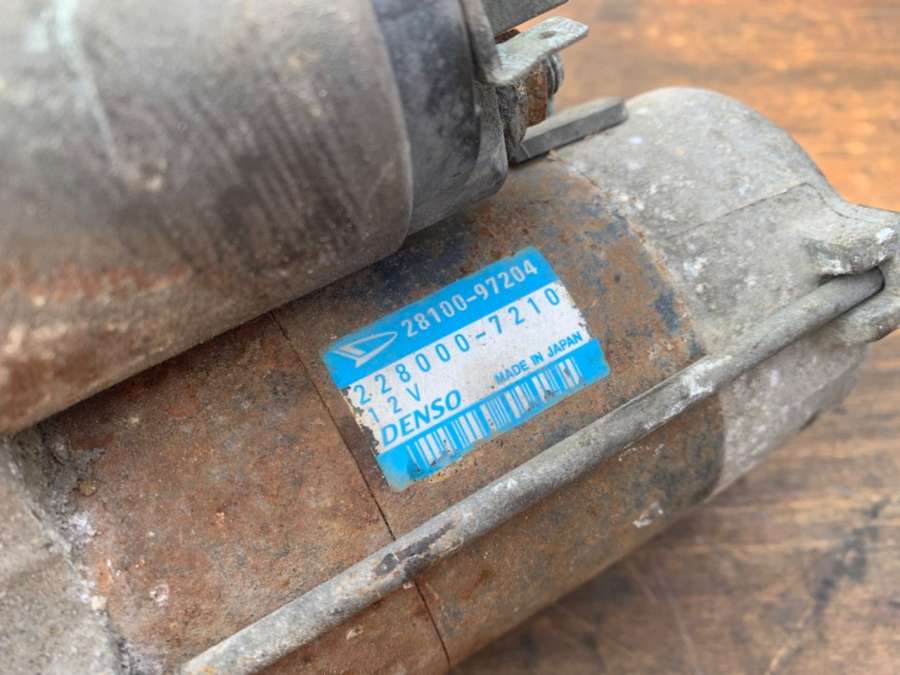 28100-97204
228000-7210
12V
DENSO MADE IN JAPAN